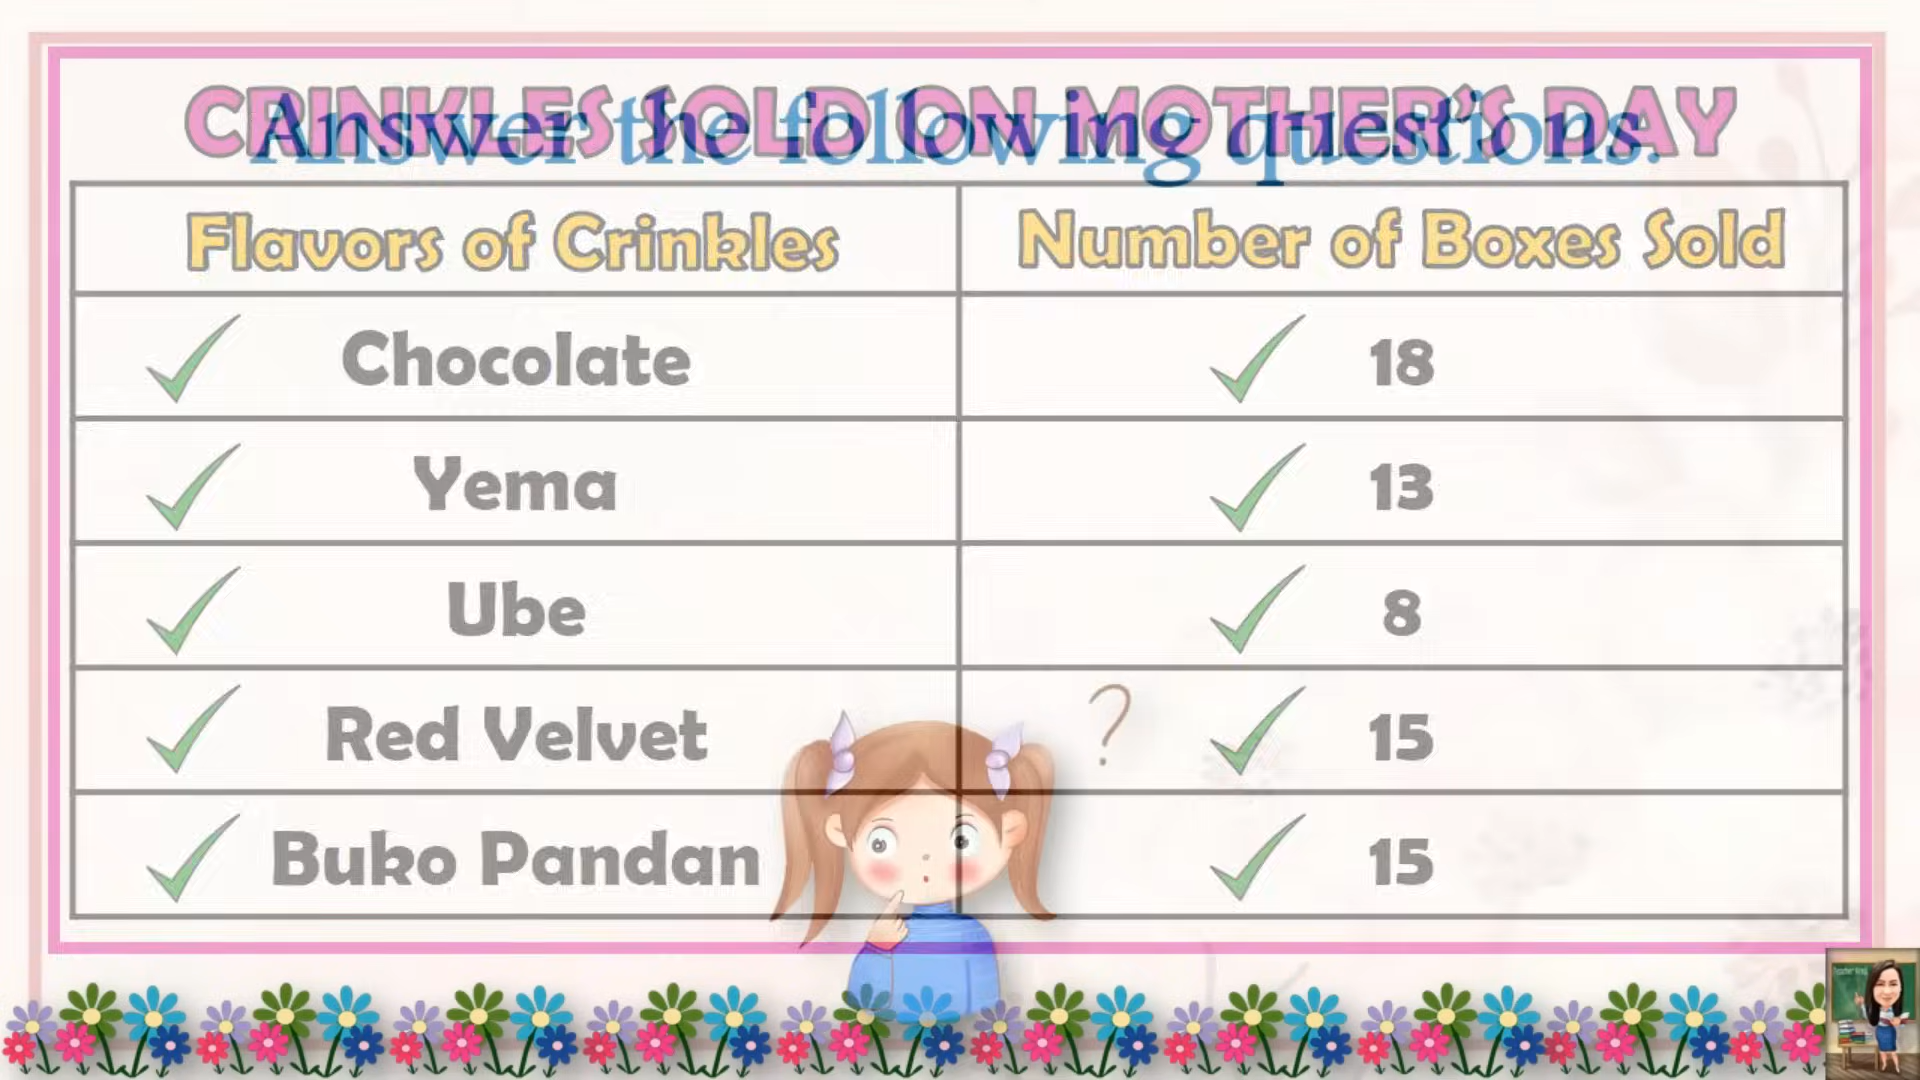 CRINKLES SOLD ON MOTHER'S DAY
Answer the following questions.
Flavors of Crinkles Number of Boxes Sold
Chocolate 18
Yema 13
Ube 8
Red Velvet ? 15
Buko Pandan 15